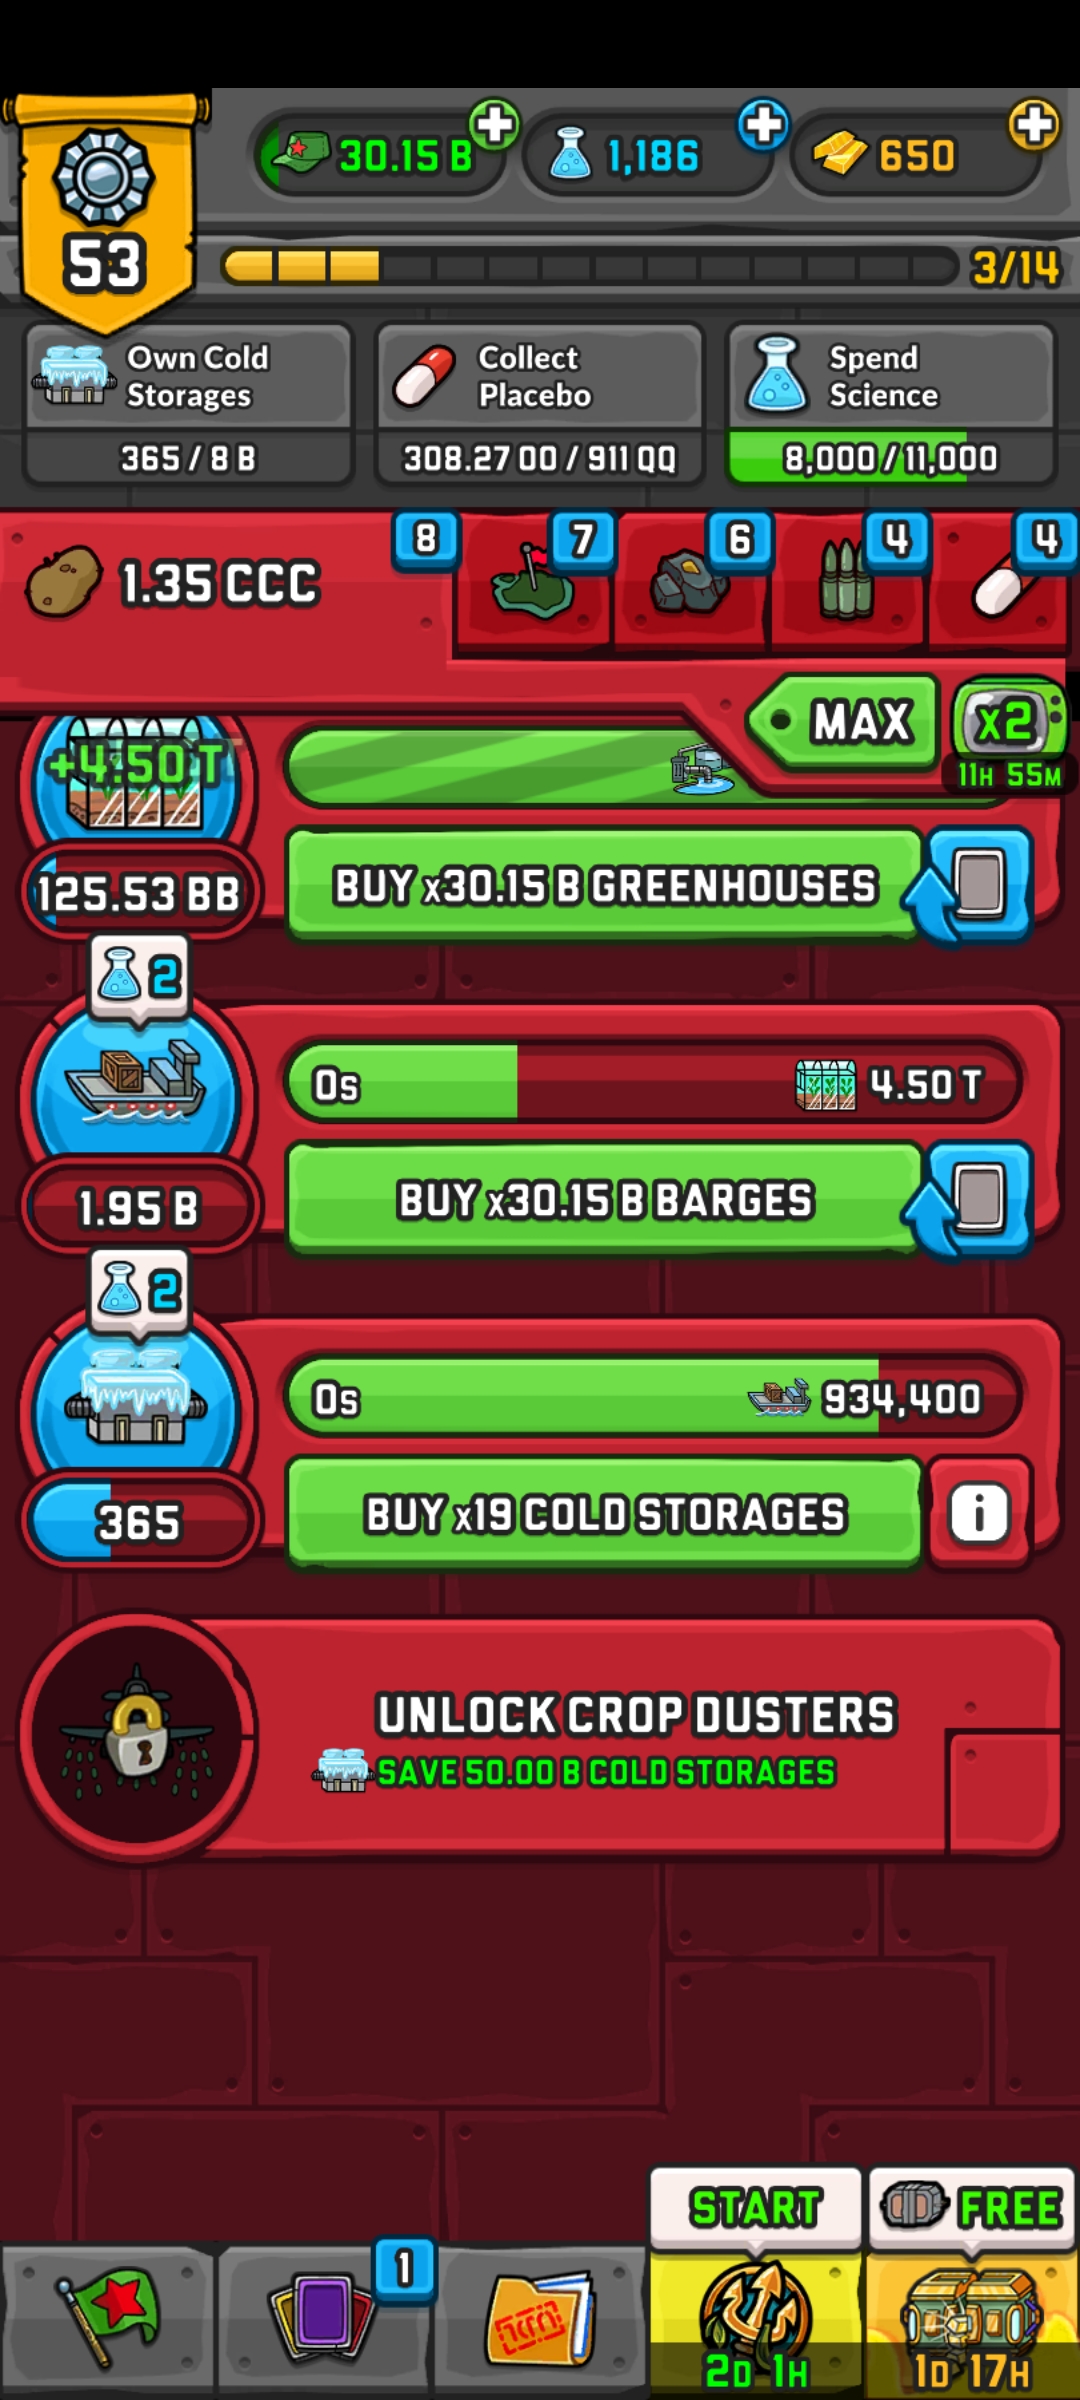 30.15 B
1,186
650
53
3/14
Own Cold
Storages
365 / 8 B
Collect
Placebo
308.27 OO / 911 QQ
Spend
Science
8,000 / 11,000
1.35 CCC
8
7
6
4
4
MAX
x2
11H 55M
+4.50 T
125.53 BB
BUY x30.15 B GREENHOUSES
2
0s
4.50 T
1.95 B
BUY x30.15 B BARGES
2
0s
934,400
365
BUY x19 COLD STORAGES
i
UNLOCK CROP DUSTERS
SAVE 50.00 B COLD STORAGES
START
FREE
1
2D 1H
1D 17H